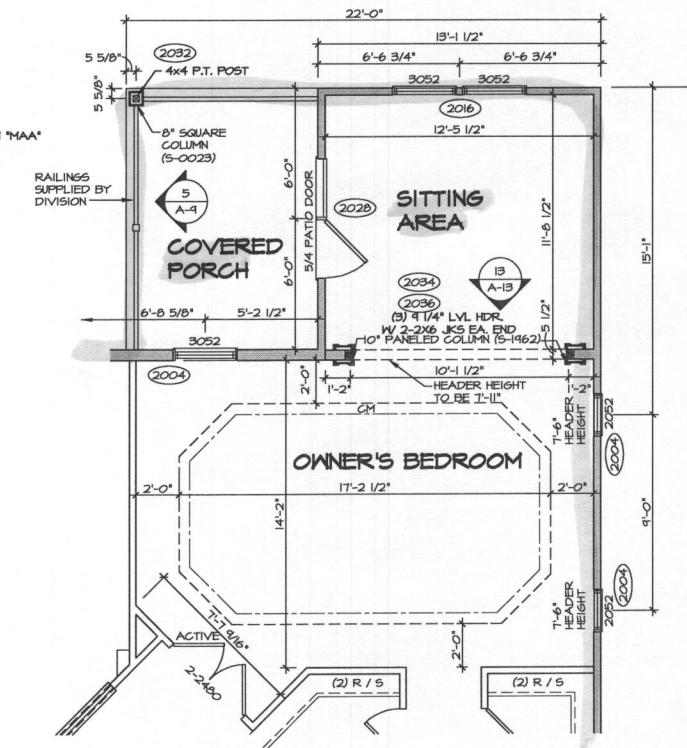 22'-0"
13'-1 1/2"
6'-6 3/4"
6'-6 3/4"
5 5/8"
2032
4x4 P.T. POST
5 5/8"
3052
3052
2016
"MAA"
8" SQUARE
COLUMN
(S-0023)
12'-5 1/2"
RAILINGS
SUPPLIED BY
DIVISION
5
A-9
6'-0"
5/4 PATIO DOOR
2028
SITTING
AREA
11'-8 1/2"
15'-1"
COVERED
PORCH
6'-0"
2034
13
A-13
2036
6'-8 5/8"
5'-2 1/2"
(3) 9 1/4" LVL HDR.
W/ 2-2X6 JKS EA. END
10" PANELED COLUMN (S-1962)
5 1/2"
3052
2004
2'-0"
10'-1 1/2"
1'-2"
HEADER HEIGHT
TO BE 7'-11"
1'-2"
CM
7'-6"
HEADER
HEIGHT
2052
2004
OWNER'S BEDROOM
2'-0"
17'-2 1/2"
2'-0"
14'-2"
9'-0"
7'-6"
HEADER
HEIGHT
2052
2004
7'-7 9/16"
ACTIVE
2-2480
2'-0"
(2) R / S
(2) R / S